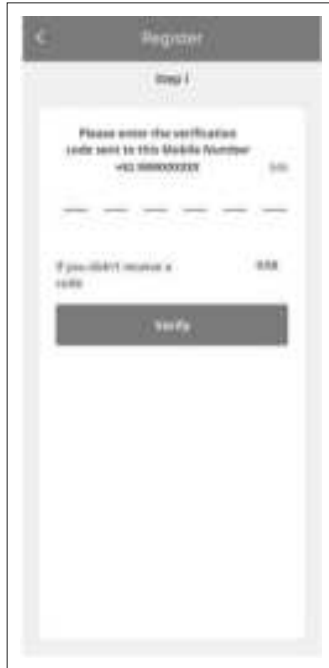 Register
Step 1
Please enter the verification
code sent to this Mobile Number
If you didn't receive a
code
Verify